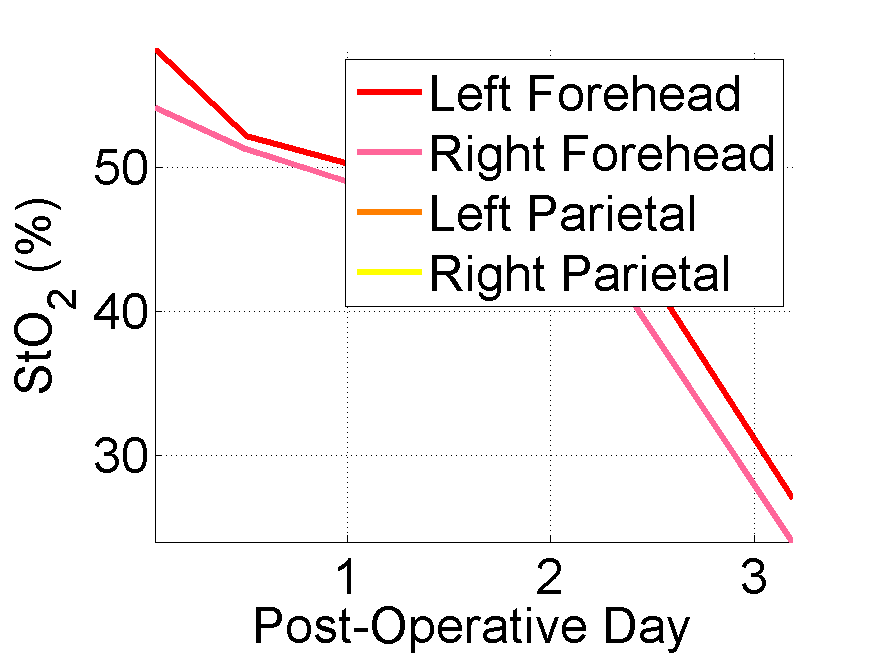 Left Forehead
Right Forehead
Left Parietal
Right Parietal
50
40
30
StO2 (%)
1 2 3
Post-Operative Day